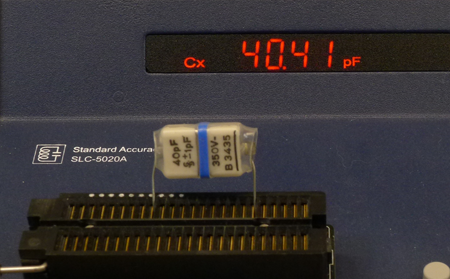 Cx 40.41 pF
Standard Accura
SLC-5020A
40pF
±1pF
350V-
B 3435